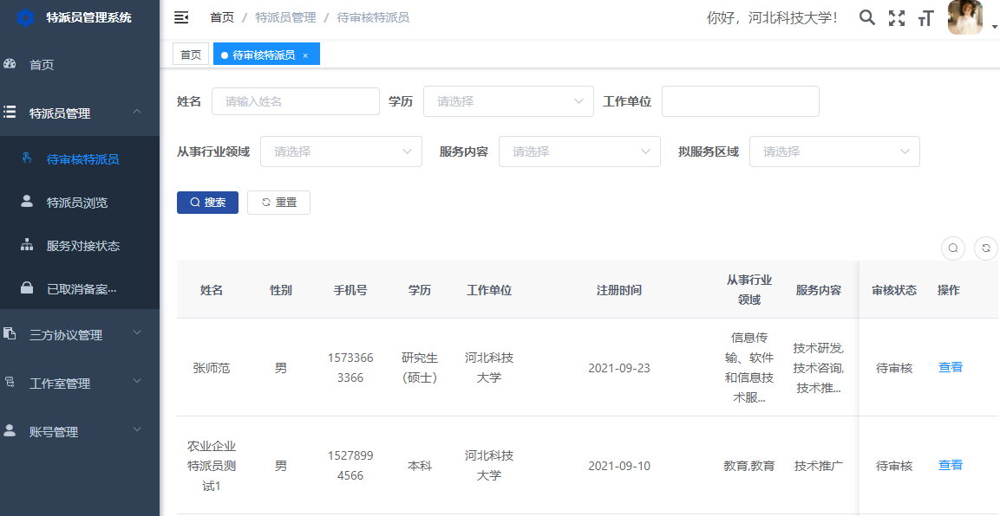 特派员管理系统
首页
特派员管理
待审核特派员
特派员浏览
服务对接状态
已取消备案...
三方协议管理
工作室管理
账号管理
首页 / 特派员管理 / 待审核特派员
你好，河北科技大学!
首页
待审核特派员 ×
姓名 请输入姓名 学历 请选择 工作单位
从事行业领域 请选择 服务内容 请选择 拟服务区域 请选择
搜索 重置
姓名 性别 手机号 学历 工作单位 注册时间 从事行业 服务内容 审核状态 操作
领域
张师范 男 1573366 研究生 河北科技 2021-09-23 信息传 技术研发, 待审核 查看
3366 （硕士） 大学 输、软件 技术咨询,
和信息技 技术推...
术服...
农业企业 男 1527899 本科 河北科技 2021-09-10 教育,教育 技术推广 待审核 查看
特派员测 4566 大学
试1